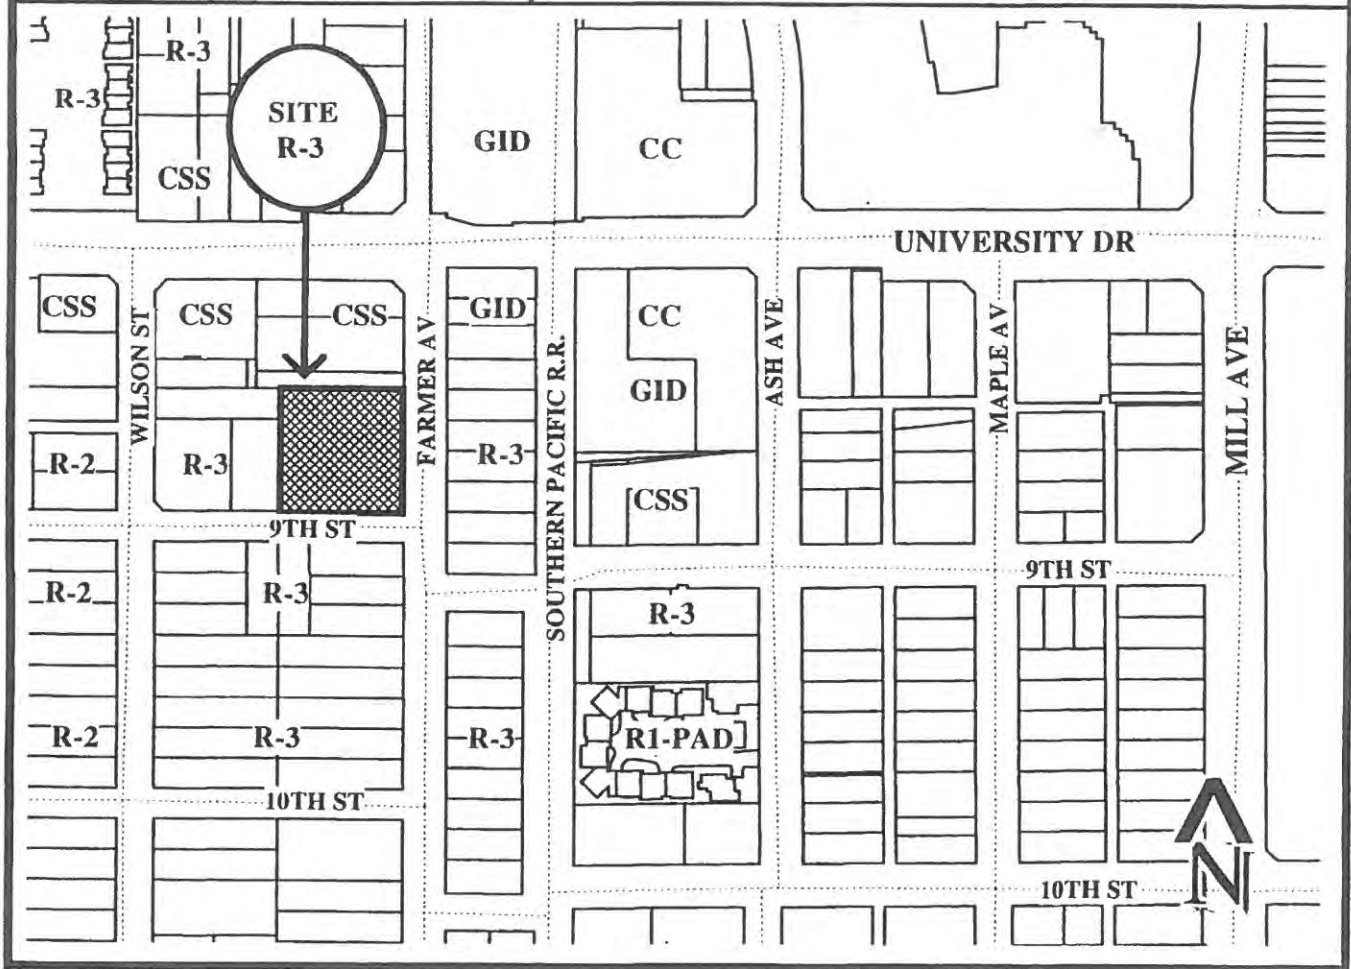 R-3
R-3
SITE
R-3
GID
CC
CSS
UNIVERSITY DR
CSS
CSS
CSS
GID
CC
WILSON ST
FARMER AV
SOUTHERN PACIFIC R.R.
ASH AVE
MAPLE AV
MILL AVE
GID
R-2
R-3
R-3
CSS
9TH ST
9TH ST
R-2
R-3
R-3
R-2
R-3
R-3
R1-PAD
10TH ST
10TH ST
N